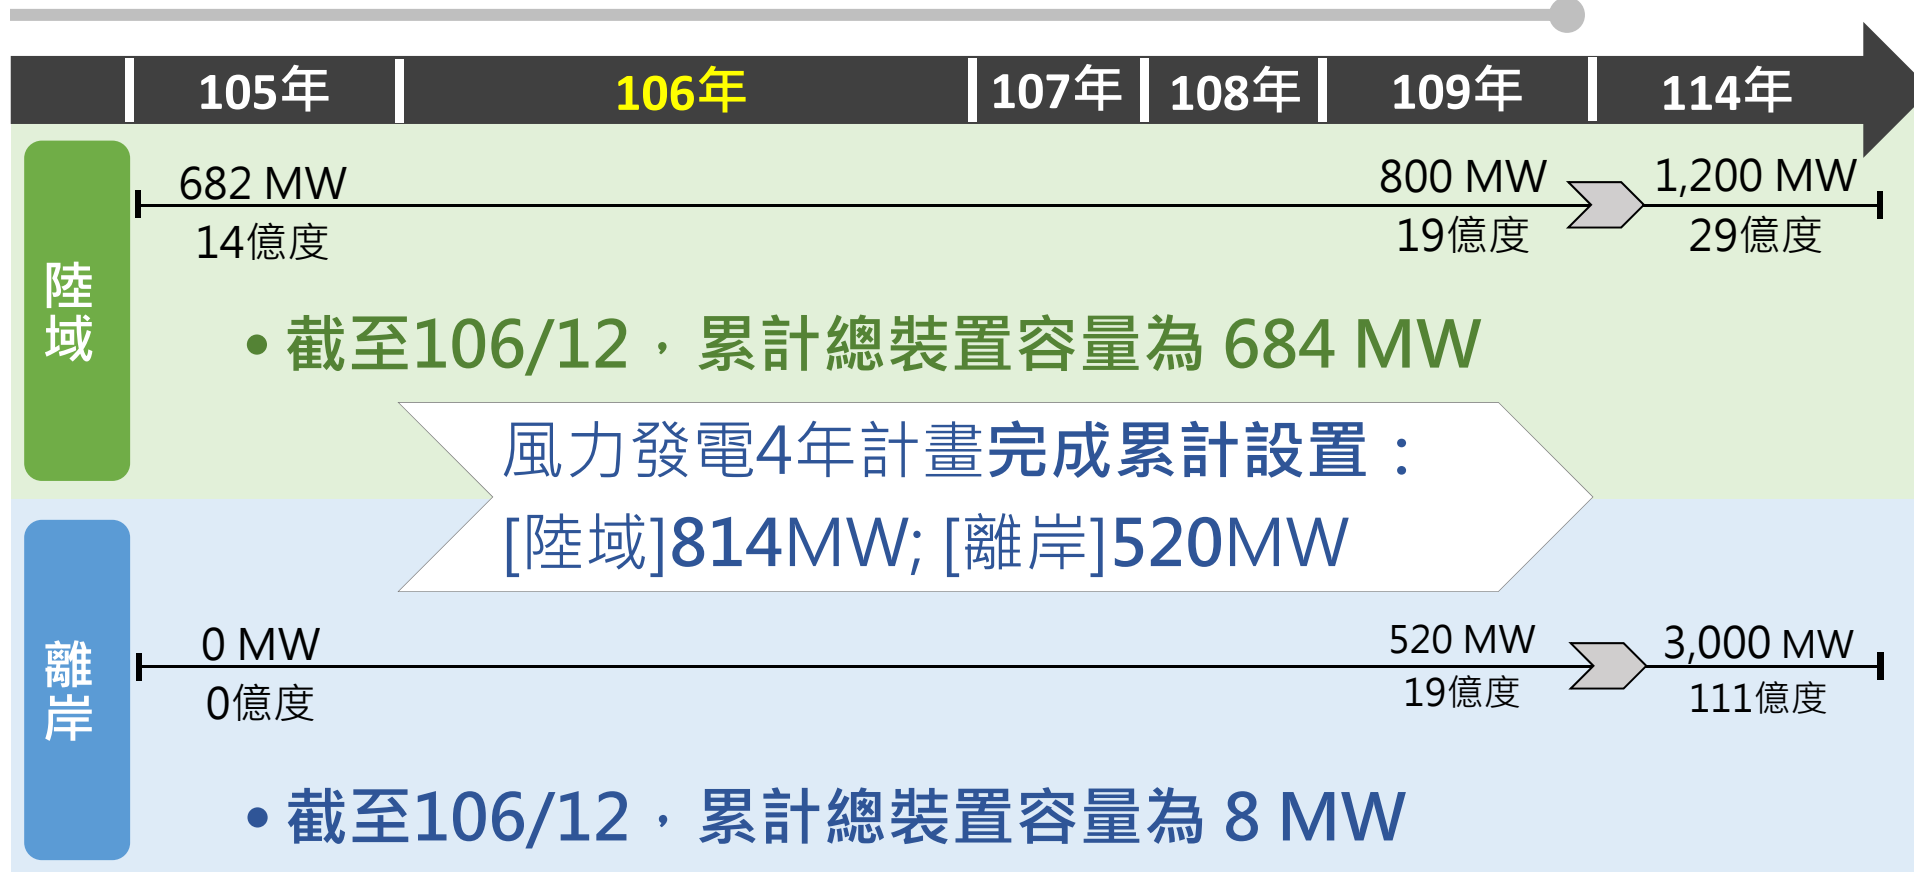 105年 106年 107年 108年 109年 114年
陸域
682 MW 800 MW 1,200 MW
14億度 19億度 29億度
• 截至106/12，累計總裝置容量為 684 MW
風力發電4年計畫完成累計設置：
[陸域]814MW; [離岸]520MW
離岸
0 MW 520 MW 3,000 MW
0億度 19億度 111億度
• 截至106/12，累計總裝置容量為 8 MW